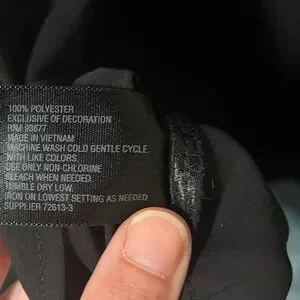 100% POLYESTER
EXCLUSIVE OF DECORATION
RN# 93677
MADE IN VIETNAM
MACHINE WASH COLD GENTLE CYCLE
WITH LIKE COLORS.
USE ONLY NON-CHLORINE
BLEACH WHEN NEEDED.
TUMBLE DRY LOW.
IRON ON LOWEST SETTING AS NEEDED
SUPPLIER 72613-3